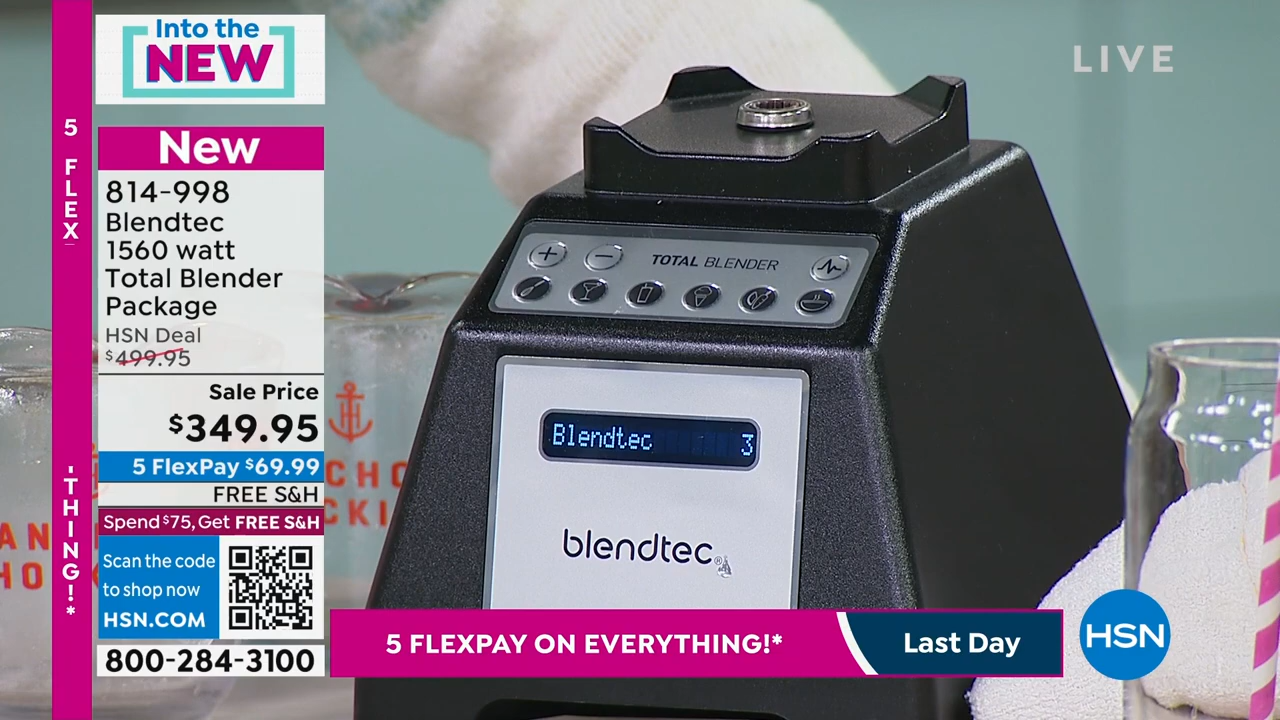 Into the
NEW
LIVE
5 FLEX
THING!*
New
814-998
Blendtec
1560 watt
Total Blender
Package
HSN Deal
$499.95
Sale Price
$349.95
5 FlexPay $69.99
FREE S&H
Spend $75, Get FREE S&H
Scan the code
to shop now
HSN.COM
800-284-3100
+ − TOTAL BLENDER
Blendtec 3
blendtec®
5 FLEXPAY ON EVERYTHING!*
Last Day
HSN